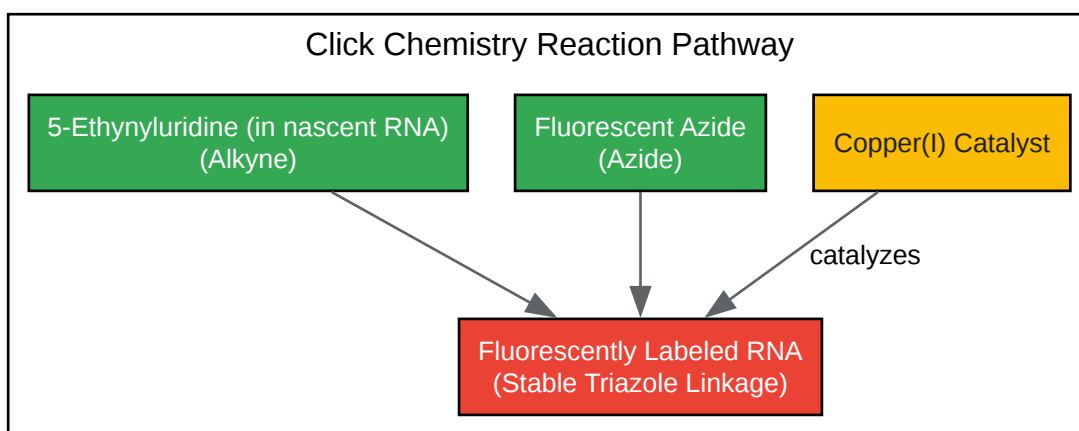 Click Chemistry Reaction Pathway
5-Ethynyluridine (in nascent RNA)
(Alkyne)
Fluorescent Azide
(Azide)
Copper(I) Catalyst
catalyzes
Fluorescently Labeled RNA
(Stable Triazole Linkage)